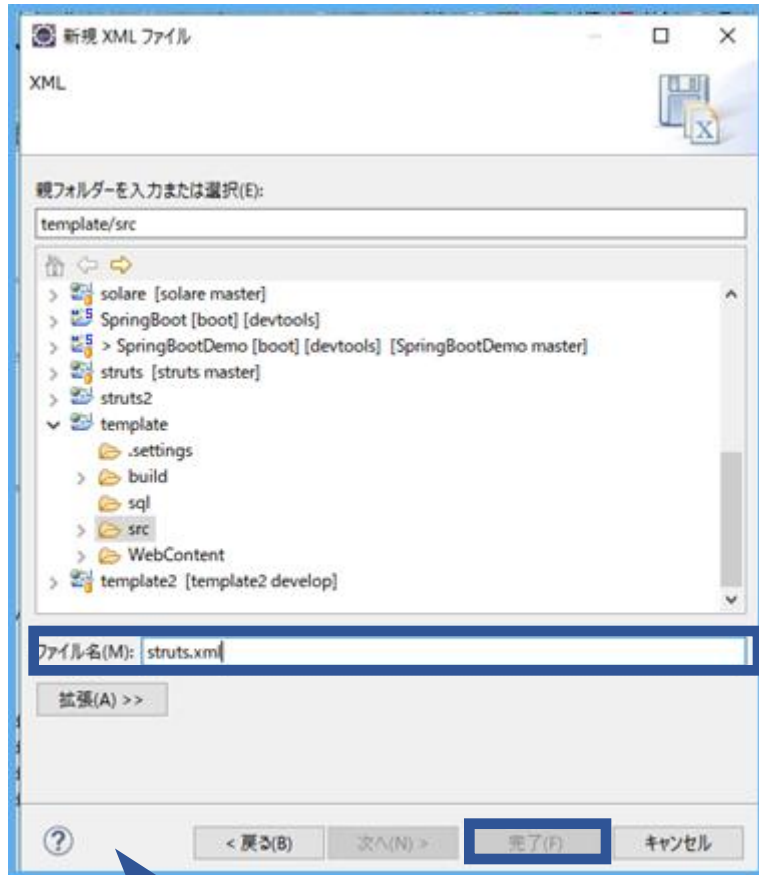 新規 XML ファイル
XML
親フォルダーを入力または選択(E):
template/src
solare [solare master]
SpringBoot [boot] [devtools]
> SpringBootDemo [boot] [devtools] [SpringBootDemo master]
struts [struts master]
struts2
template
.settings
build
sql
src
WebContent
template2 [template2 develop]
ファイル名(M): struts.xml
拡張(A) >>
< 戻る(B) 次へ(N) > 完了(F) キャンセル